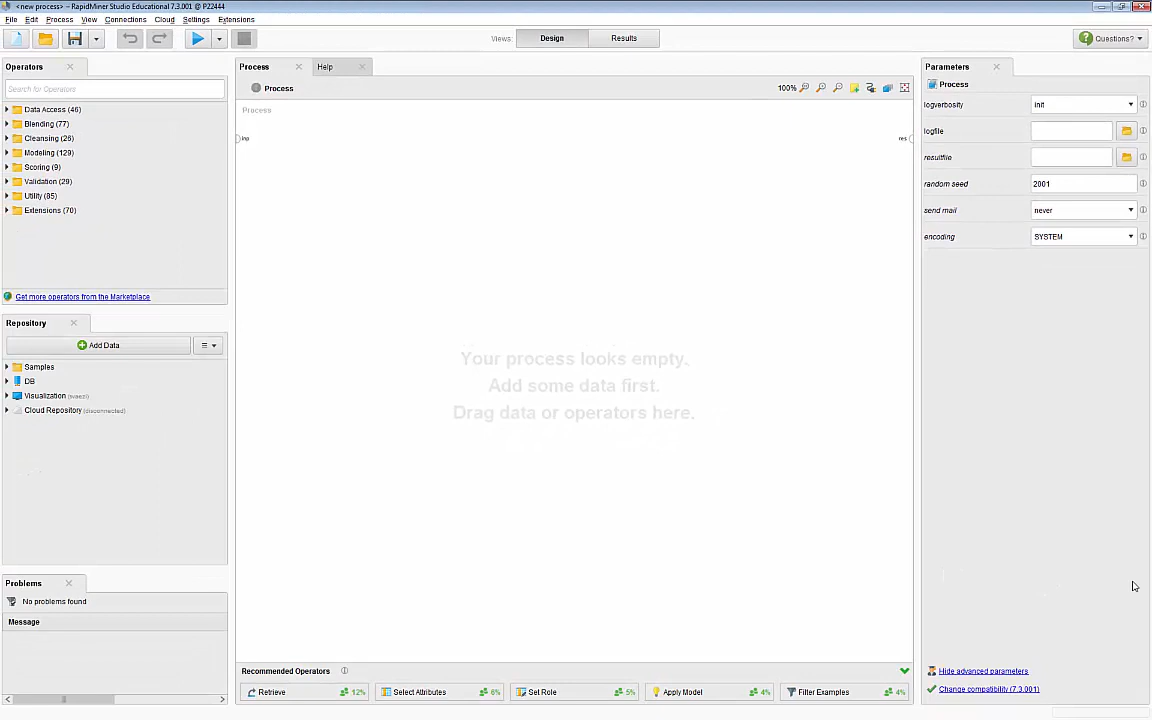 <new process> – RapidMiner Studio Educational 7.3.001 @ P22444
File Edit Process View Connections Cloud Settings Extensions
Views: Design Results Questions?
Operators
Search for Operators
Data Access (46)
Blending (77)
Cleansing (26)
Modeling (129)
Scoring (9)
Validation (29)
Utility (85)
Extensions (70)
Get more operators from the Marketplace
Repository
Add Data
Samples
DB
Visualization (svaezi)
Cloud Repository (disconnected)
Problems
No problems found
Message
Process Help
Process 100%
Process
inp res
Your process looks empty.
Add some data first.
Drag data or operators here.
Recommended Operators
Retrieve 12% Select Attributes 6% Set Role 5% Apply Model 4% Filter Examples 4%
Parameters
Process
logverbosity init
logfile
resultfile
random seed 2001
send mail never
encoding SYSTEM
Hide advanced parameters
Change compatibility (7.3.001)